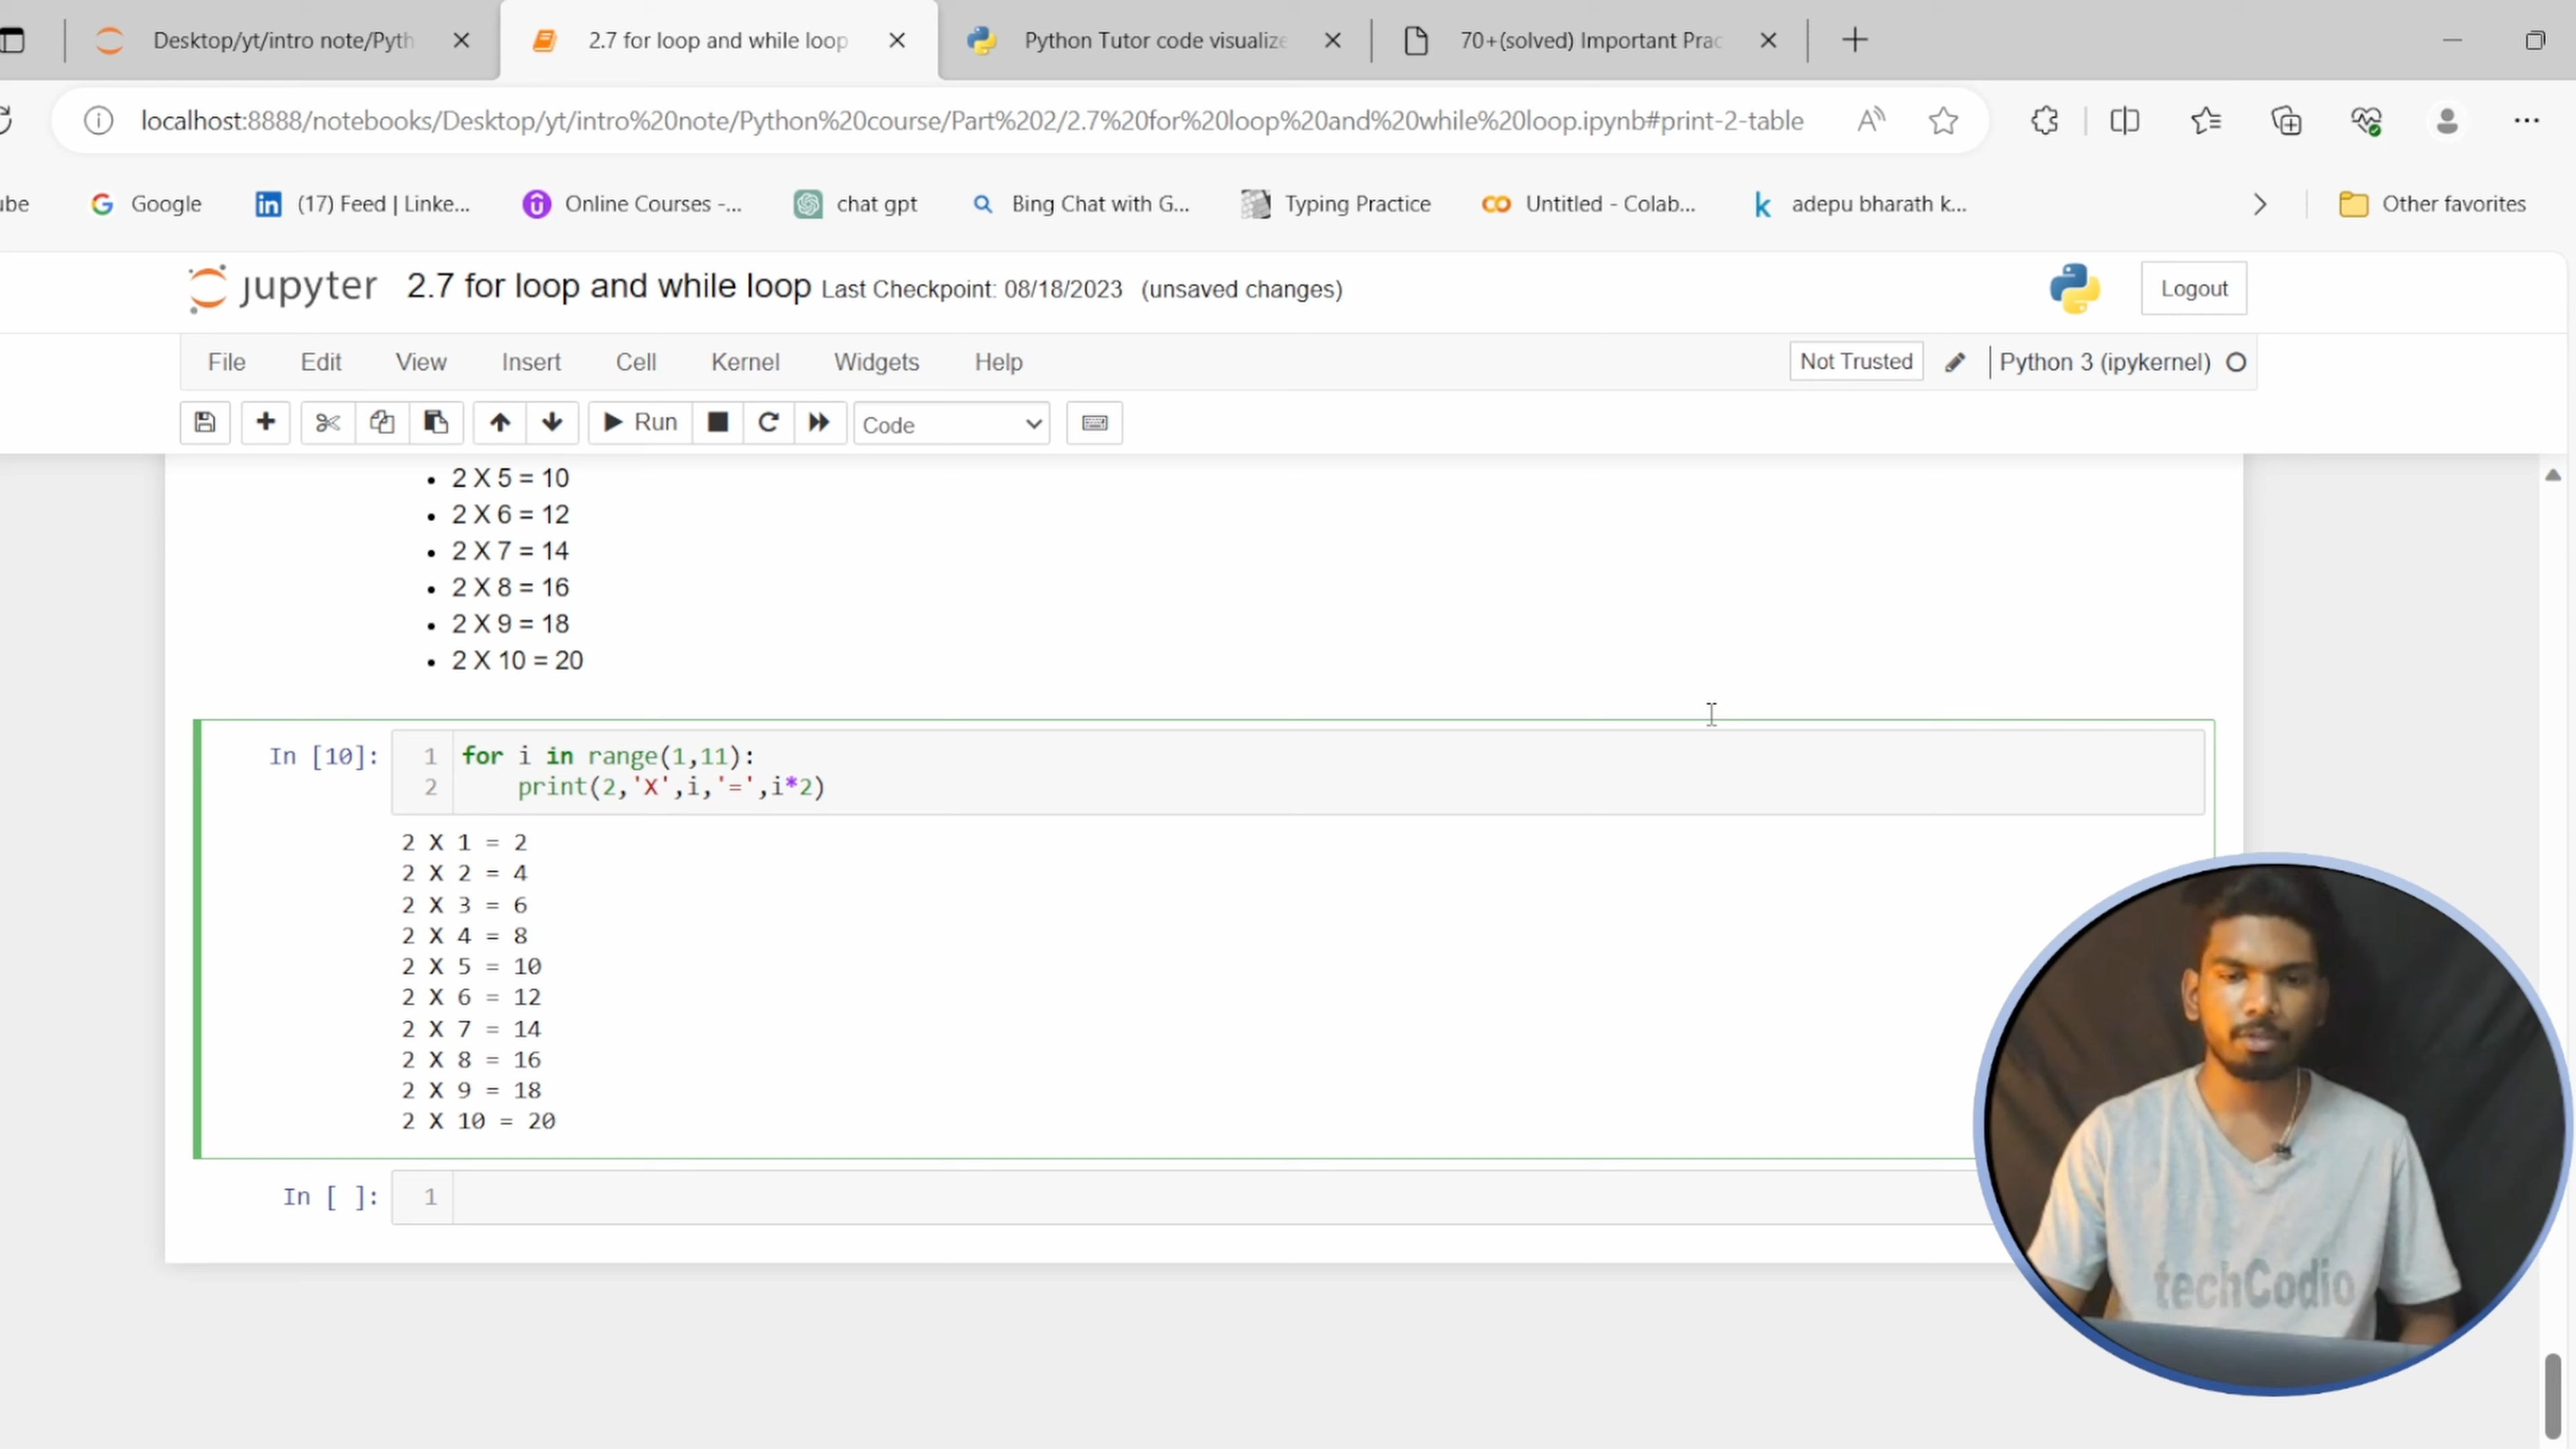 Desktop/yt/intro note/Pyth
2.7 for loop and while loop
Python Tutor code visualize
70+(solved) Important Prac
localhost:8888/notebooks/Desktop/yt/intro%20note/Python%20course/Part%202/2.7%20for%20loop%20and%20while%20loop.ipynb#print-2-table
ube
Google
(17) Feed | Linke...
Online Courses -...
chat gpt
Bing Chat with G...
Typing Practice
Untitled - Colab...
adepu bharath k...
Other favorites
jupyter 2.7 for loop and while loop Last Checkpoint: 08/18/2023 (unsaved changes)
Logout
File Edit View Insert Cell Kernel Widgets Help
Not Trusted
Python 3 (ipykernel)
Run
Code
• 2 X 5 = 10
• 2 X 6 = 12
• 2 X 7 = 14
• 2 X 8 = 16
• 2 X 9 = 18
• 2 X 10 = 20
In [10]: 1 for i in range(1,11):
2 print(2,'X',i,'=',i*2)
2 X 1 = 2
2 X 2 = 4
2 X 3 = 6
2 X 4 = 8
2 X 5 = 10
2 X 6 = 12
2 X 7 = 14
2 X 8 = 16
2 X 9 = 18
2 X 10 = 20
In [ ]: 1
techCodio